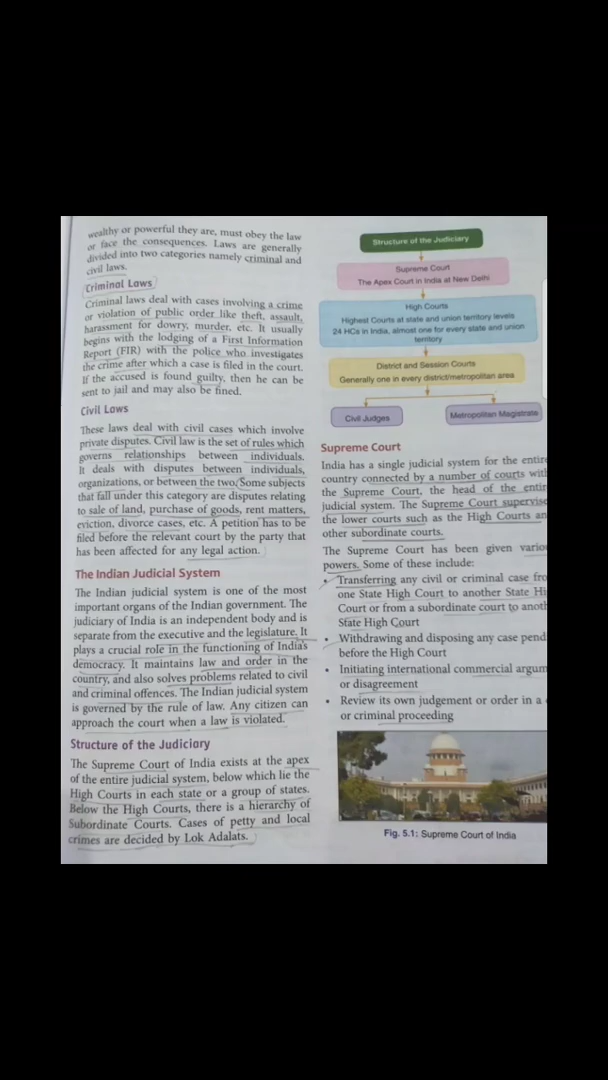 wealthy or powerful they are, must obey the law
or face the consequences. Laws are generally
divided into two categories namely criminal and
civil laws.
Criminal Laws
Criminal laws deal with cases involving a crime
or violation of public order like theft, assault,
harassment for dowry, murder, etc. It usually
begins with the lodging of a First Information
Report (FIR) with the police who investigates
the crime after which a case is filed in the court.
If the accused is found guilty, then he can be
sent to jail and may also be fined.
Civil Laws
These laws deal with civil cases which involve
private disputes. Civil law is the set of rules which
governs relationships between individuals.
It deals with disputes between individuals,
organizations, or between the two. Some subjects
that fall under this category are disputes relating
to sale of land, purchase of goods, rent matters,
eviction, divorce cases, etc. A petition has to be
filed before the relevant court by the party that
has been affected for any legal action.
The Indian Judicial System
The Indian judicial system is one of the most
important organs of the Indian government. The
judiciary of India is an independent body and is
separate from the executive and the legislature. It
plays a crucial role in the functioning of India's
democracy. It maintains law and order in the
country, and also solves problems related to civil
and criminal offences. The Indian judicial system
is governed by the rule of law. Any citizen can
approach the court when a law is violated.
Structure of the Judiciary
The Supreme Court of India exists at the apex
of the entire judicial system, below which lie the
High Courts in each state or a group of states.
Below the High Courts, there is a hierarchy of
Subordinate Courts. Cases of petty and local
crimes are decided by Lok Adalats.
Structure of the Judiciary
Supreme Court
The Apex Court in India at New Delhi
High Courts
Highest Courts at state and union territory levels
24 HCs in India, almost one for every state and union
territory
District and Session Courts
Generally one in every district/metropolitan area
Civil Judges
Metropolitan Magistrate
Supreme Court
India has a single judicial system for the entire
country connected by a number of courts with
the Supreme Court, the head of the entir
judicial system. The Supreme Court supervise
the lower courts such as the High Courts an
other subordinate courts.
The Supreme Court has been given variou
powers. Some of these include:
• Transferring any civil or criminal case fro
one State High Court to another State Hi
Court or from a subordinate court to anoth
State High Court
• Withdrawing and disposing any case pend
before the High Court
• Initiating international commercial argum
or disagreement
• Review its own judgement or order in a
or criminal proceeding
Fig. 5.1: Supreme Court of India